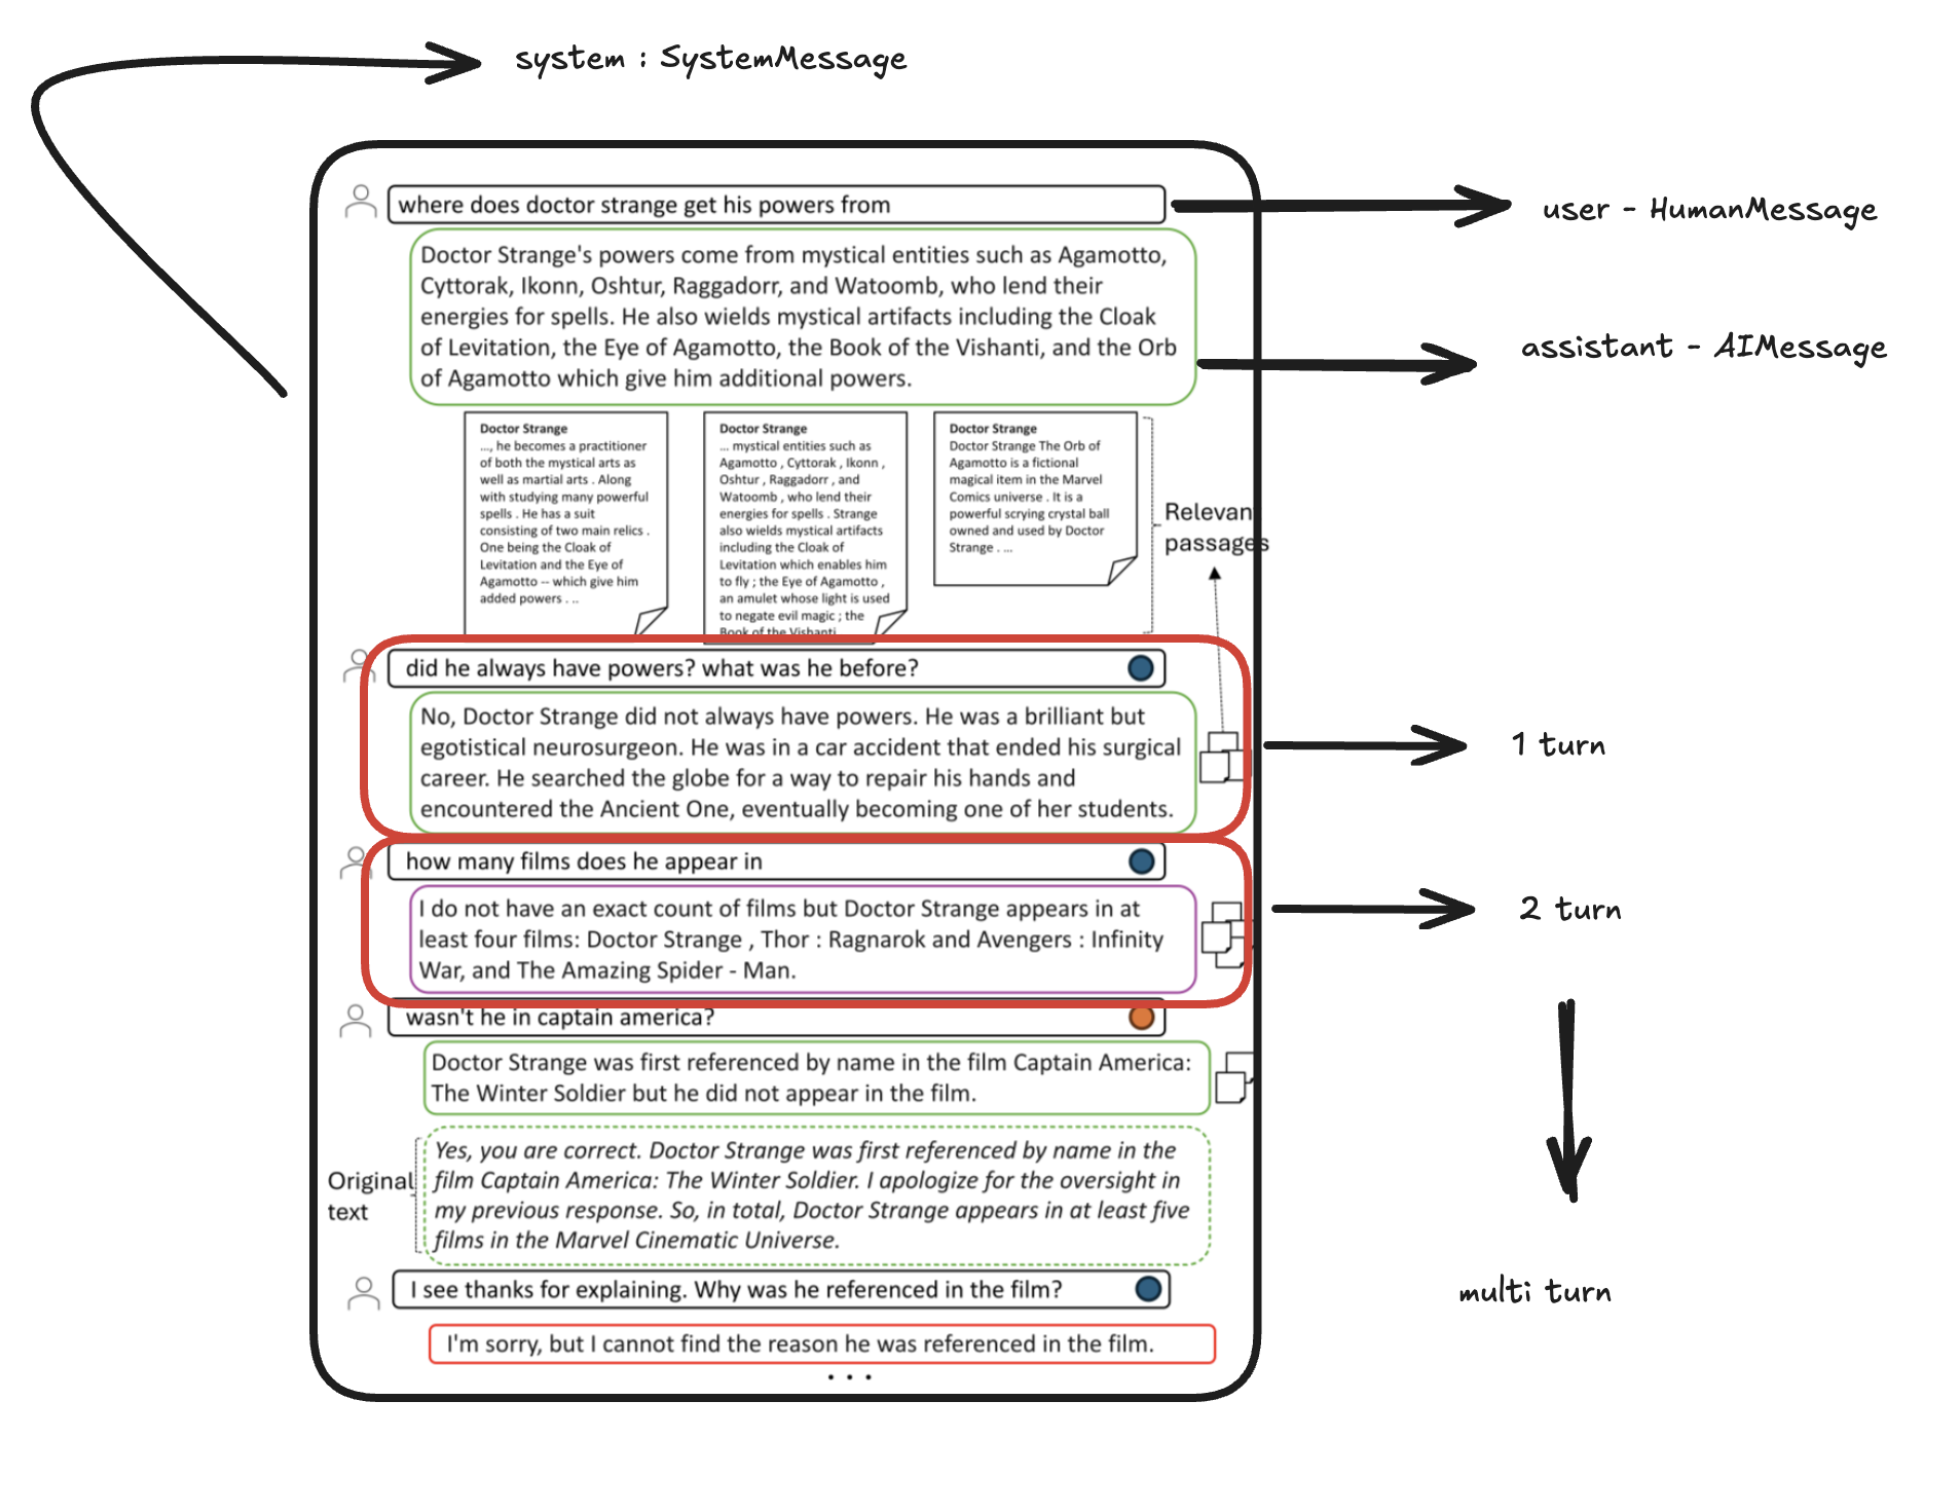 system : SystemMessage
where does doctor strange get his powers from
user - HumanMessage
Doctor Strange's powers come from mystical entities such as Agamotto,
Cyttorak, Ikonn, Oshtur, Raggadorr, and Watoomb, who lend their
energies for spells. He also wields mystical artifacts including the Cloak
of Levitation, the Eye of Agamotto, the Book of the Vishanti, and the Orb
of Agamotto which give him additional powers.
assistant - AIMessage
Doctor Strange
..., he becomes a practitioner
of both the mystical arts as
well as martial arts . Along
with studying many powerful
spells . He has a suit
consisting of two main relics .
One being the Cloak of
Levitation and the Eye of
Agamotto -- which give him
added powers . ..
Doctor Strange
... mystical entities such as
Agamotto , Cyttorak , Ikonn ,
Oshtur , Raggadorr , and
Watoomb , who lend their
energies for spells . Strange
also wields mystical artifacts
including the Cloak of
Levitation which enables him
to fly ; the Eye of Agamotto ,
an amulet whose light is used
to negate evil magic ; the
Book of the Vishanti
Doctor Strange
Doctor Strange The Orb of
Agamotto is a fictional
magical item in the Marvel
Comics universe . It is a
powerful scrying crystal ball
owned and used by Doctor
Strange . ...
Relevan
passages
did he always have powers? what was he before?
No, Doctor Strange did not always have powers. He was a brilliant but
egotistical neurosurgeon. He was in a car accident that ended his surgical
career. He searched the globe for a way to repair his hands and
encountered the Ancient One, eventually becoming one of her students.
1 turn
how many films does he appear in
I do not have an exact count of films but Doctor Strange appears in at
least four films: Doctor Strange , Thor : Ragnarok and Avengers : Infinity
War, and The Amazing Spider - Man.
2 turn
wasn't he in captain america?
Doctor Strange was first referenced by name in the film Captain America:
The Winter Soldier but he did not appear in the film.
Original
text
Yes, you are correct. Doctor Strange was first referenced by name in the
film Captain America: The Winter Soldier. I apologize for the oversight in
my previous response. So, in total, Doctor Strange appears in at least five
films in the Marvel Cinematic Universe.
I see thanks for explaining. Why was he referenced in the film?
multi turn
I'm sorry, but I cannot find the reason he was referenced in the film.
. . .